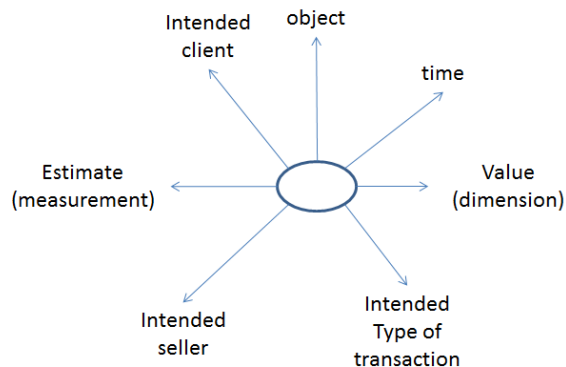 Intended
client
object
time
Estimate
(measurement)
Value
(dimension)
Intended
seller
Intended
Type of
transaction